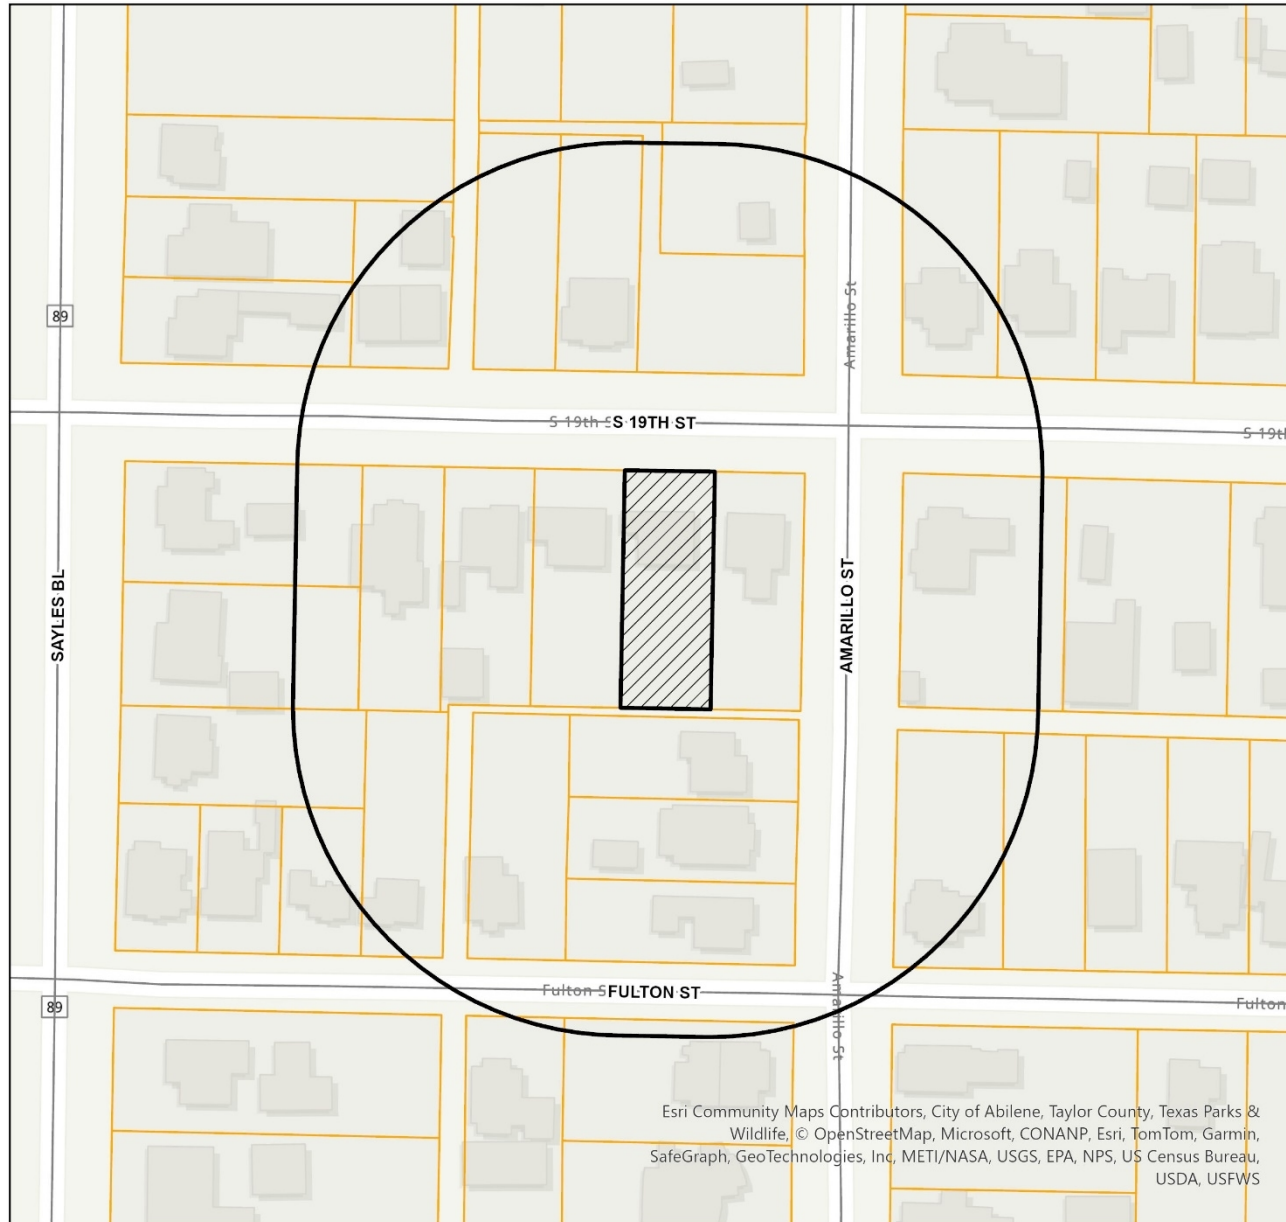 Amarillo St
89
S 19th S
S 19TH ST
S 19th
SAYLES BL
AMARILLO ST
Fulton S
FULTON ST
Amarillo St
Fulton
89
Esri Community Maps Contributors, City of Abilene, Taylor County, Texas Parks &
Wildlife, © OpenStreetMap, Microsoft, CONANP, Esri, TomTom, Garmin,
SafeGraph, GeoTechnologies, Inc, METI/NASA, USGS, EPA, NPS, US Census Bureau,
USDA, USFWS